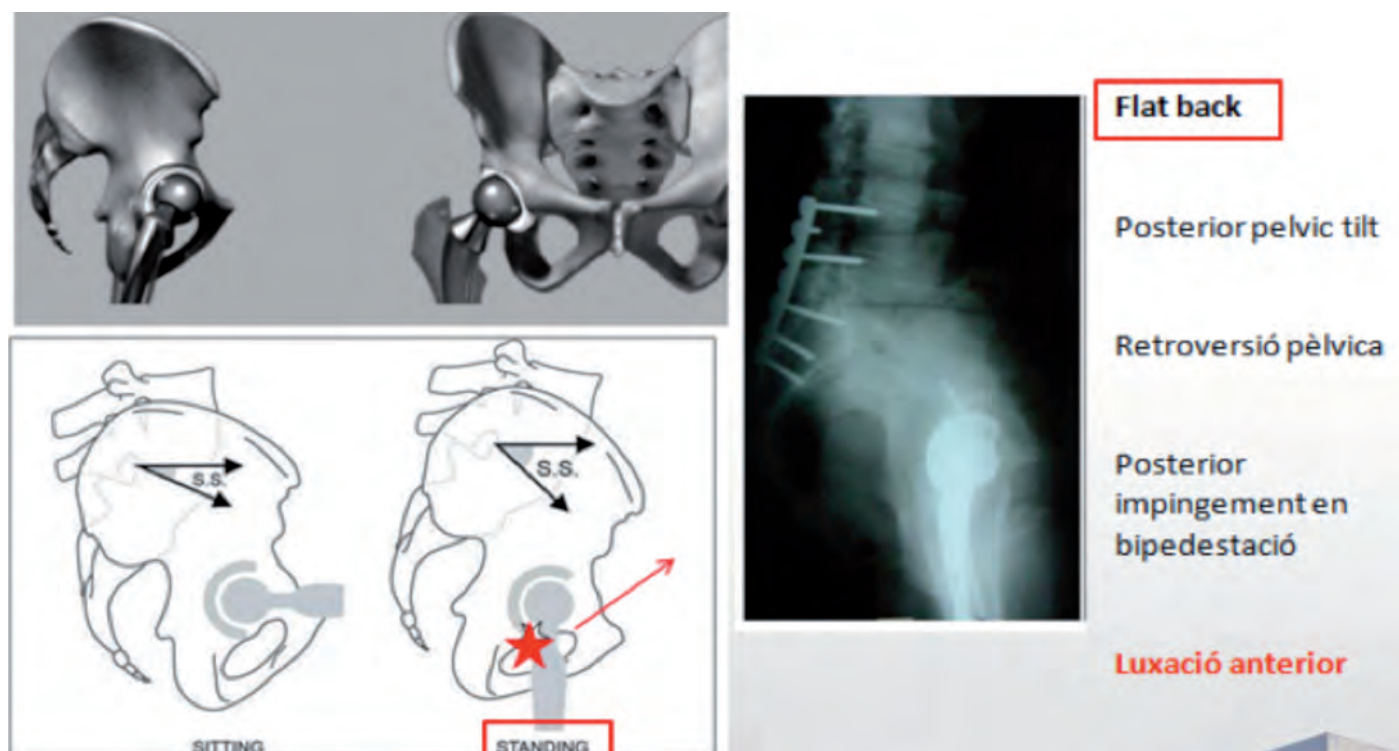 S.S.
S.S.
SITTING
STANDING
Flat back
Posterior pelvic tilt
Retroversió pèlvica
Posterior
impingement en
bipedestació
Luxació anterior